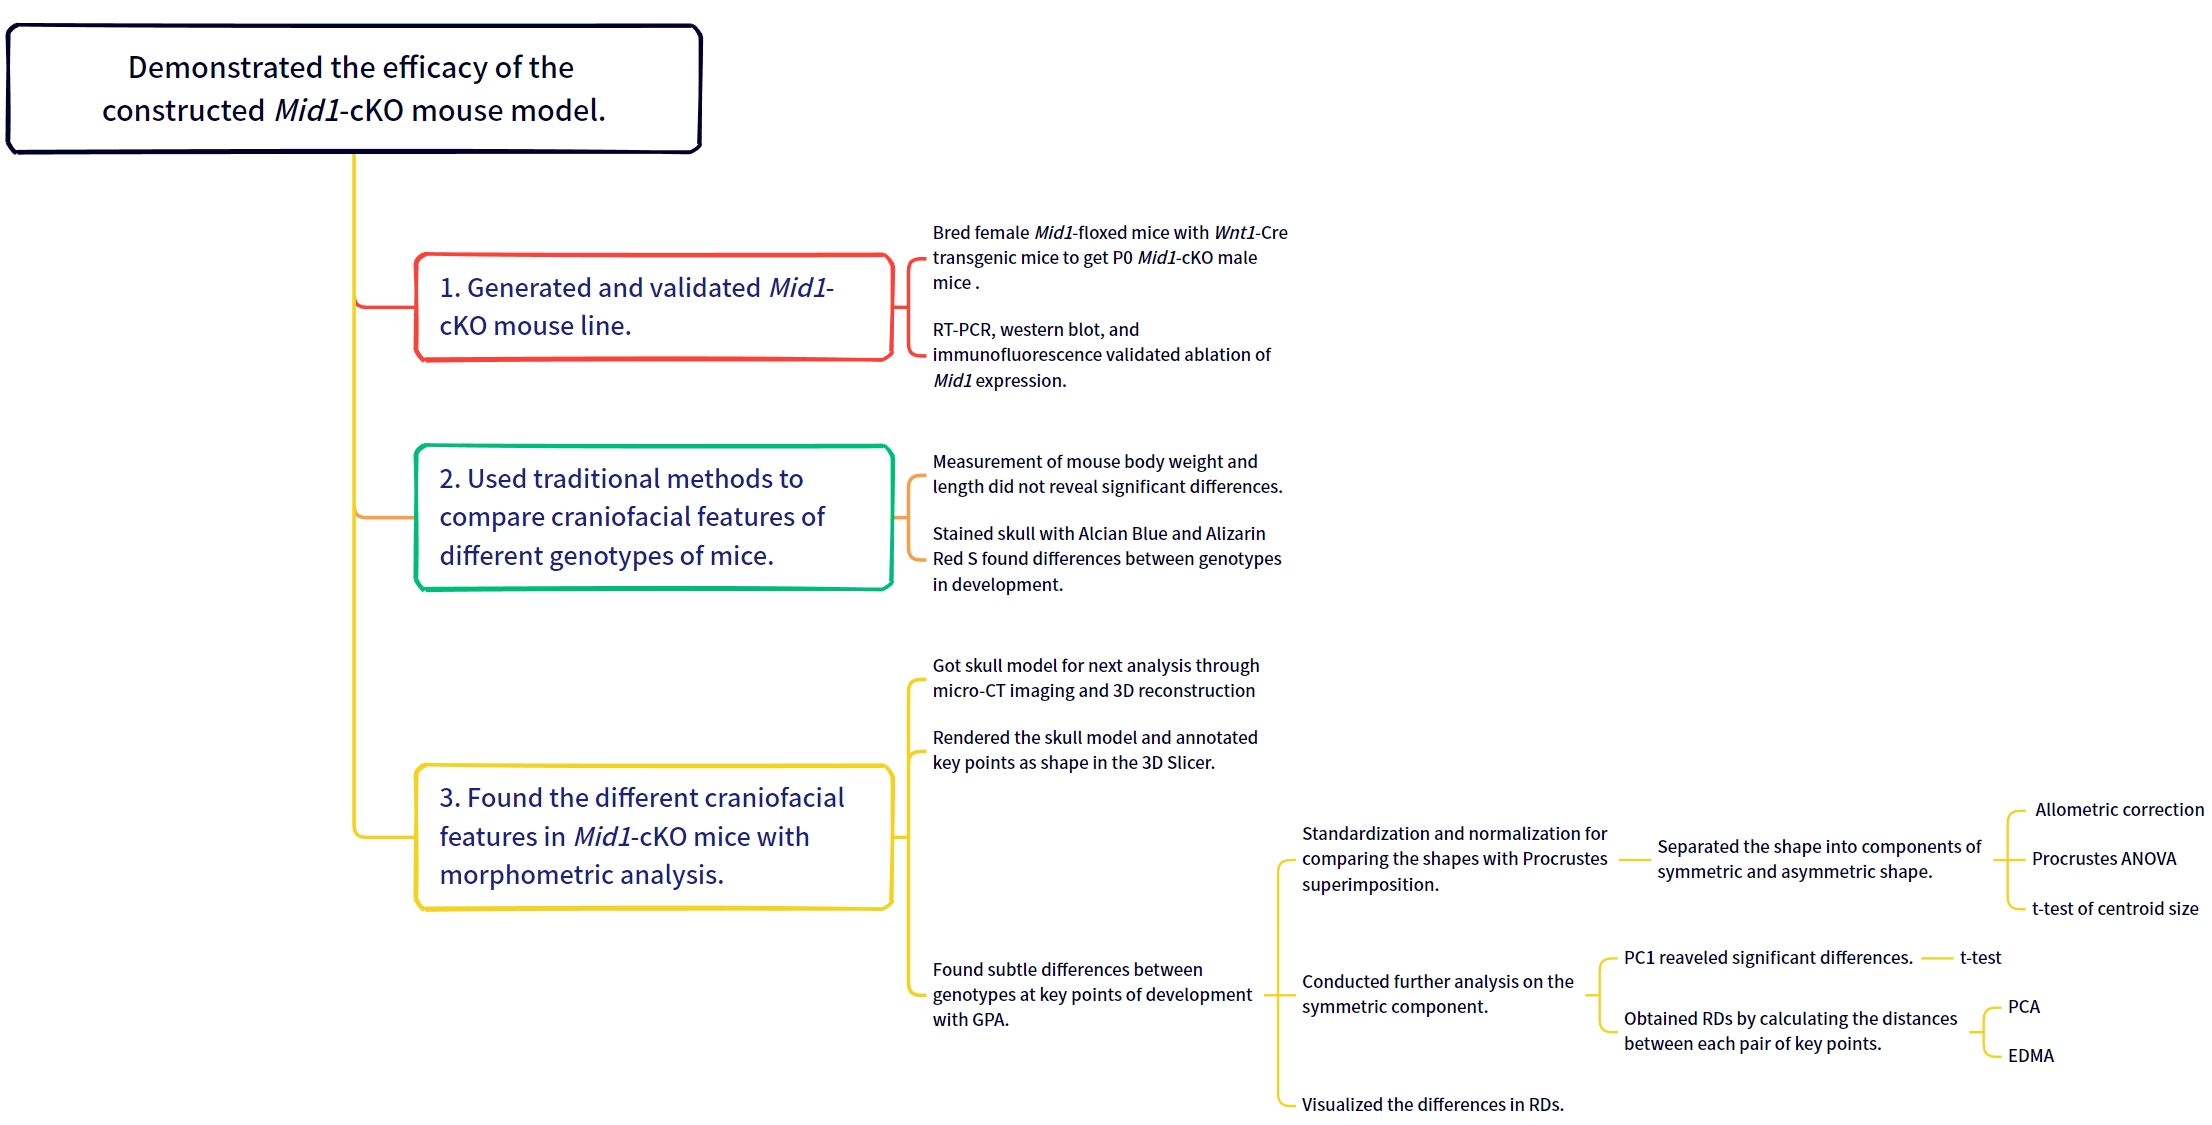 Demonstrated the efficacy of the
constructed Mid1-cKO mouse model.
1. Generated and validated Mid1-
cKO mouse line.
Bred female Mid1-floxed mice with Wnt1-Cre
transgenic mice to get P0 Mid1-cKO male
mice .
RT-PCR, western blot, and
immunofluorescence validated ablation of
Mid1 expression.
2. Used traditional methods to
compare craniofacial features of
different genotypes of mice.
Measurement of mouse body weight and
length did not reveal significant differences.
Stained skull with Alcian Blue and Alizarin
Red S found differences between genotypes
in development.
3. Found the different craniofacial
features in Mid1-cKO mice with
morphometric analysis.
Got skull model for next analysis through
micro-CT imaging and 3D reconstruction
Rendered the skull model and annotated
key points as shape in the 3D Slicer.
Found subtle differences between
genotypes at key points of development
with GPA.
Standardization and normalization for
comparing the shapes with Procrustes
superimposition.
Separated the shape into components of
symmetric and asymmetric shape.
Allometric correction
Procrustes ANOVA
t-test of centroid size
Conducted further analysis on the
symmetric component.
PC1 reaveled significant differences.
t-test
Obtained RDs by calculating the distances
between each pair of key points.
PCA
EDMA
Visualized the differences in RDs.